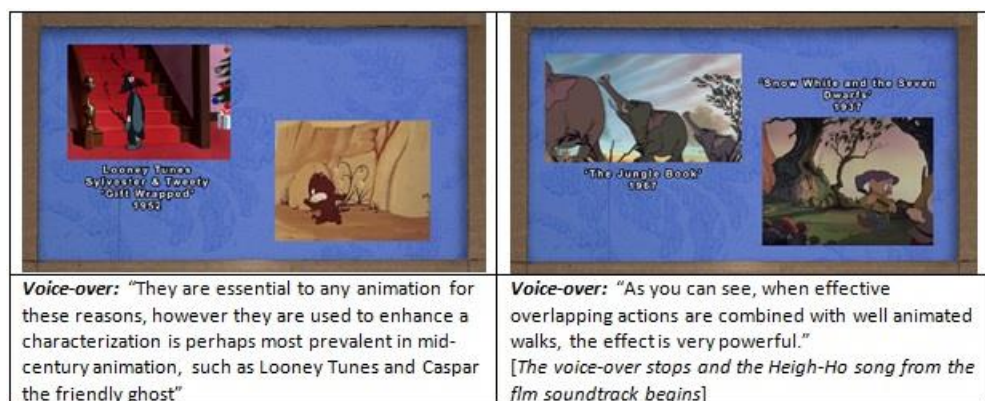 Looney Tunes
Sylvester & Tweety
'Gift Wrapped'
1952
'The Jungle Book'
1967
'Snow White and the Seven
Dwarfs'
1937
Voice-over: "They are essential to any animation for
these reasons, however they are used to enhance a
characterization is perhaps most prevalent in mid-
century animation, such as Looney Tunes and Caspar
the friendly ghost"
Voice-over: "As you can see, when effective
overlapping actions are combined with well animated
walks, the effect is very powerful."
[The voice-over stops and the Heigh-Ho song from the
flm soundtrack begins]